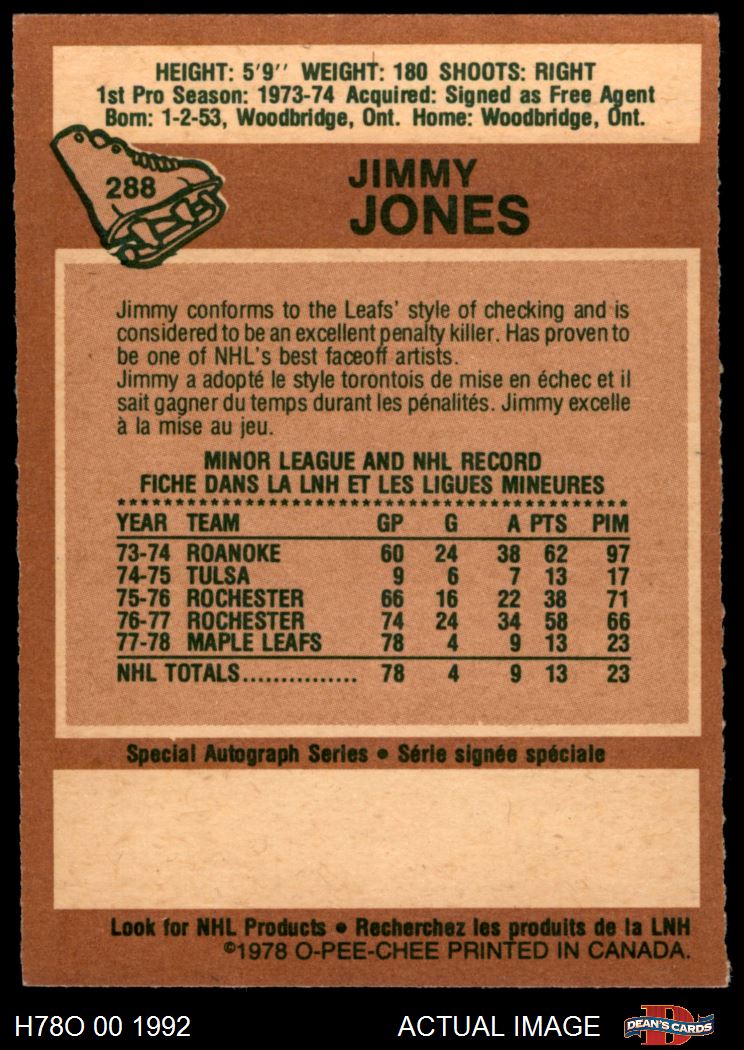 HEIGHT: 5'9'' WEIGHT: 180 SHOOTS: RIGHT
1st Pro Season: 1973-74 Acquired: Signed as Free Agent
Born: 1-2-53, Woodbridge, Ont. Home: Woodbridge, Ont.
288
JIMMY
JONES
Jimmy conforms to the Leafs' style of checking and is
considered to be an excellent penalty killer. Has proven to
be one of NHL's best faceoff artists.
Jimmy a adopté le style torontois de mise en échec et il
sait gagner du temps durant les pénalités. Jimmy excelle
à la mise au jeu.
MINOR LEAGUE AND NHL RECORD
FICHE DANS LA LNH ET LES LIGUES MINEURES
YEAR TEAM GP G A PTS PIM
73-74 ROANOKE 60 24 38 62 97
74-75 TULSA 9 6 7 13 17
75-76 ROCHESTER 66 16 22 38 71
76-77 ROCHESTER 74 24 34 58 66
77-78 MAPLE LEAFS 78 4 9 13 23
NHL TOTALS............... 78 4 9 13 23
Special Autograph Series • Série signée spéciale
Look for NHL Products • Recherchez les produits de la LNH
©1978 O-PEE-CHEE PRINTED IN CANADA.
H78O 00 1992 ACTUAL IMAGE
D
DEAN'S CARDS